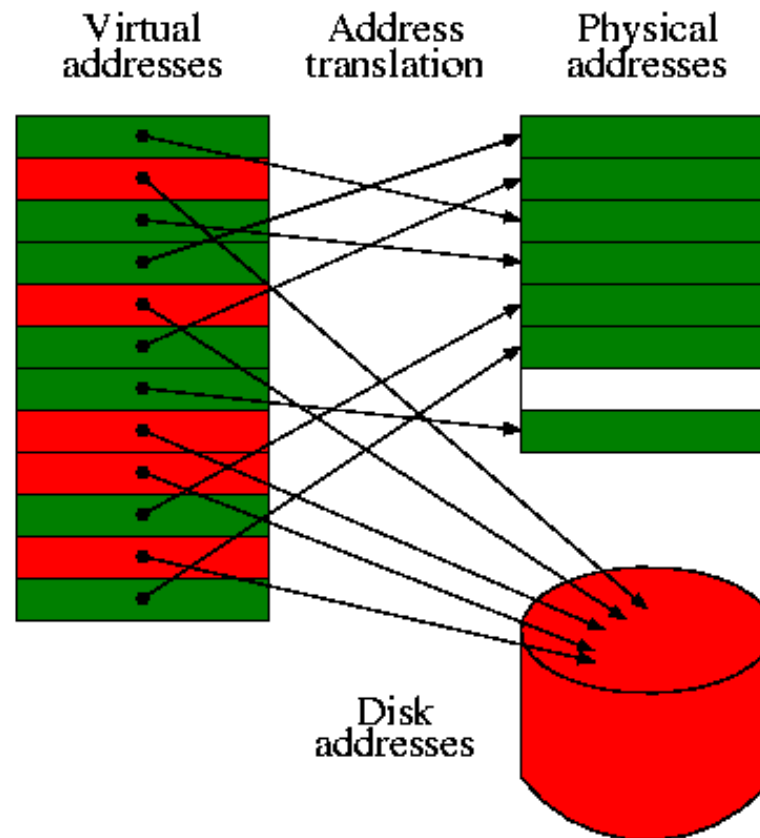 Virtual
addresses
Address
translation
Physical
addresses
Disk
addresses